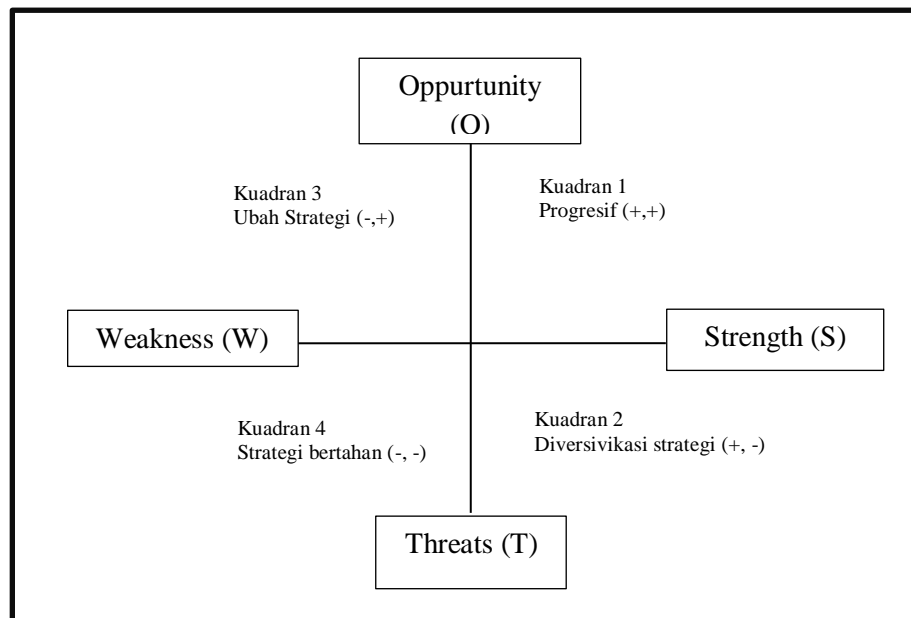 Oppurtunity
(O)
Kuadran 3
Ubah Strategi (-,+)
Kuadran 1
Progresif (+,+)
Weakness (W)
Strength (S)
Kuadran 4
Strategi bertahan (-, -)
Kuadran 2
Diversivikasi strategi (+, -)
Threats (T)